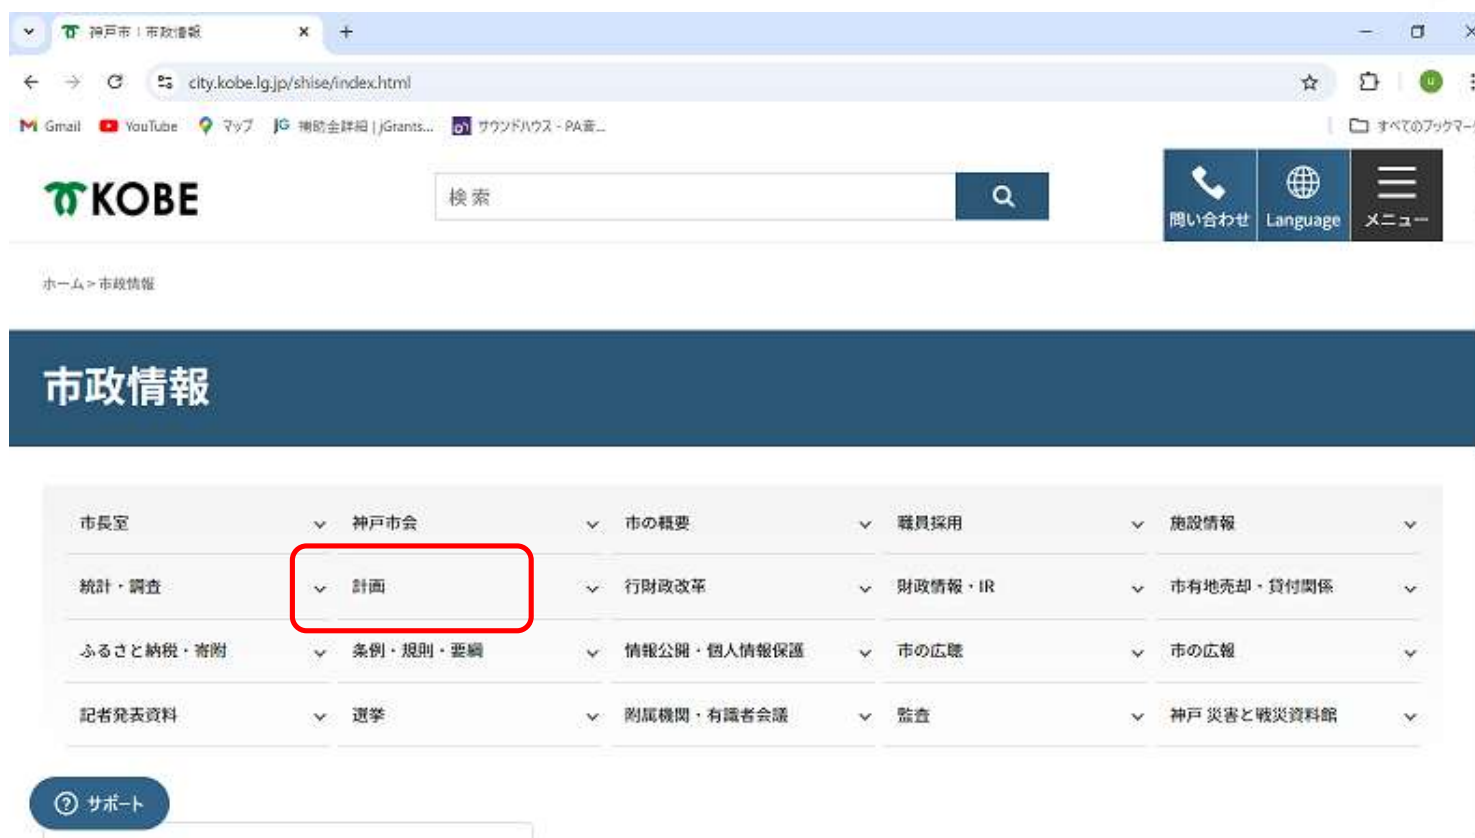 神戸市 | 市政情報
city.kobe.lg.jp/shise/index.html
Gmail YouTube マップ 補助金詳細 | jGrants... サウンドハウス - PA音...
すべてのブックマーク
KOBE
検索
問い合わせ Language メニュー
ホーム > 市政情報
市政情報
市長室 神戸市会 市の概要 職員採用 施設情報
統計・調査 計画 行財政改革 財政情報・IR 市有地売却・貸付関係
ふるさと納税・寄附 条例・規則・要綱 情報公開・個人情報保護 市の広聴 市の広報
記者発表資料 選挙 附属機関・有識者会議 監査 神戸 災害と戦災資料館
サポート